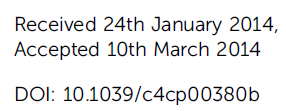 Received 24th January 2014,
Accepted 10th March 2014
DOI: 10.1039/c4cp00380b